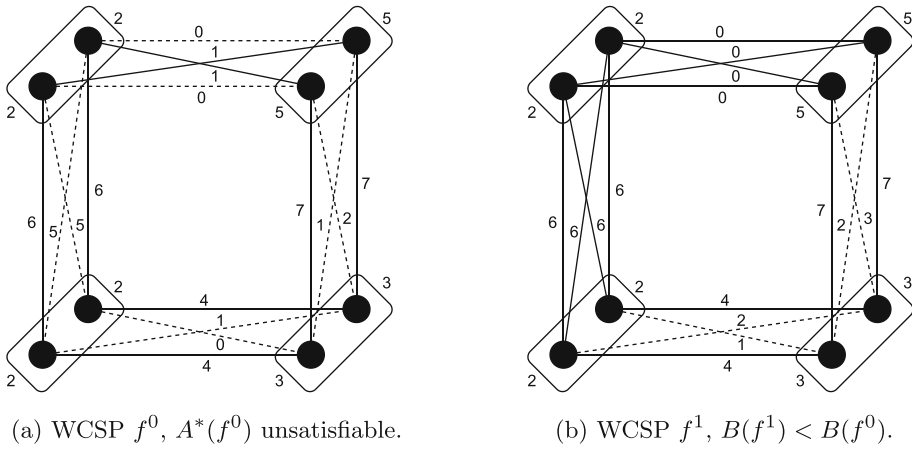 2 5 0 2 5
1 0
1 0
2 0 5 2 0 5
6 7 6 7
6 7 6 7
5 5 1 2 6 6 2 3
2 4 3 2 4 3
1 2
0 1
2 4 3 2 4 3
(a) WCSP f⁰, A*(f⁰) unsatisfiable. (b) WCSP f¹, B(f¹) < B(f⁰).